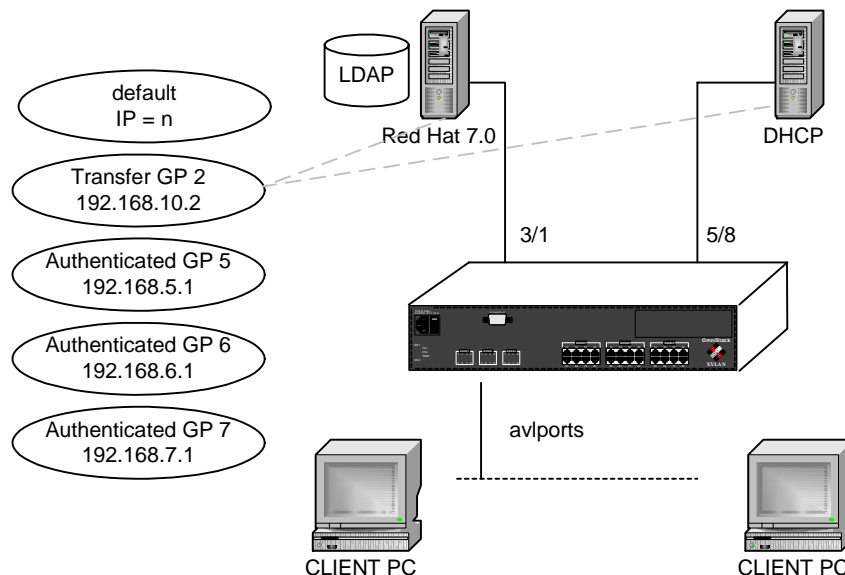 LDAP
default
IP = n
Red Hat 7.0
DHCP
Transfer GP 2
192.168.10.2
3/1
5/8
Authenticated GP 5
192.168.5.1
OmniStack
XYLAN
Authenticated GP 6
192.168.6.1
avlports
Authenticated GP 7
192.168.7.1
CLIENT PC
CLIENT PC